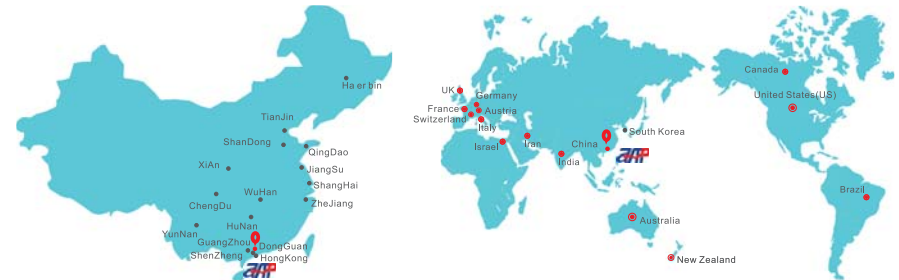 Ha er bin
TianJin
ShanDong
QingDao
XiAn
JiangSu
ShangHai
WuHan
ChengDu
ZheJiang
HuNan
YunNan
GuangZhou
DongGuan
ShenZheng
HongKong
AAP
Canada
UK
Germany
United States(US)
France
Austria
Switzerland
Italy
South Korea
Israel
Iran
China
India
AAP
Brazil
Australia
New Zealand